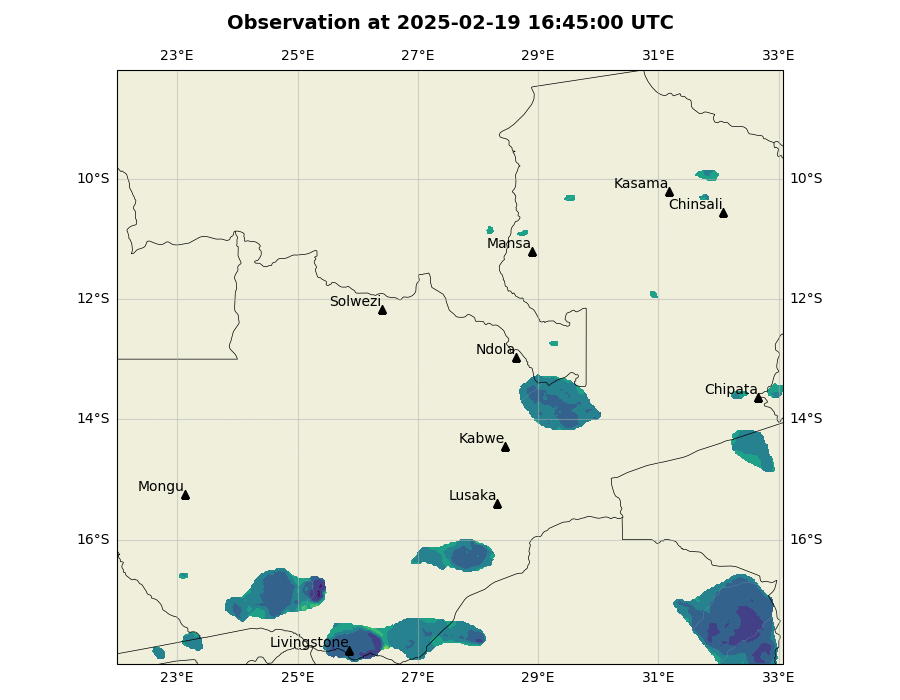 Observation at 2025-02-19 16:45:00 UTC
23°E 25°E 27°E 29°E 31°E 33°E
10°S 10°S
Kasama
Chinsali
Mansa
12°S 12°S
Solwezi
Ndola
Chipata
14°S 14°S
Kabwe
Mongu
Lusaka
16°S 16°S
Livingstone
23°E 25°E 27°E 29°E 31°E 33°E